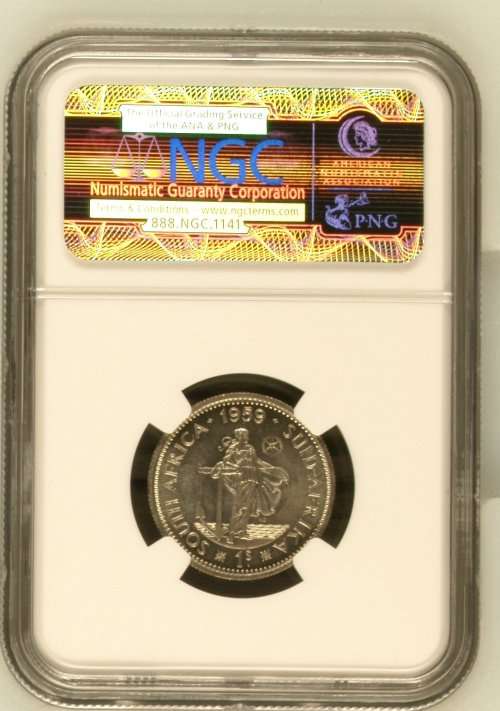 The Official Grading Service
of the ANA & PNG
NGC
Numismatic Guaranty Corporation
Terms & Conditions - www.ngcterms.com
888.NGC.1141
AMERICAN
NUMISMATIC
ASSOCIATION
PNG
SOUTH AFRICA · 1959 · SUID-AFRIKA
1S